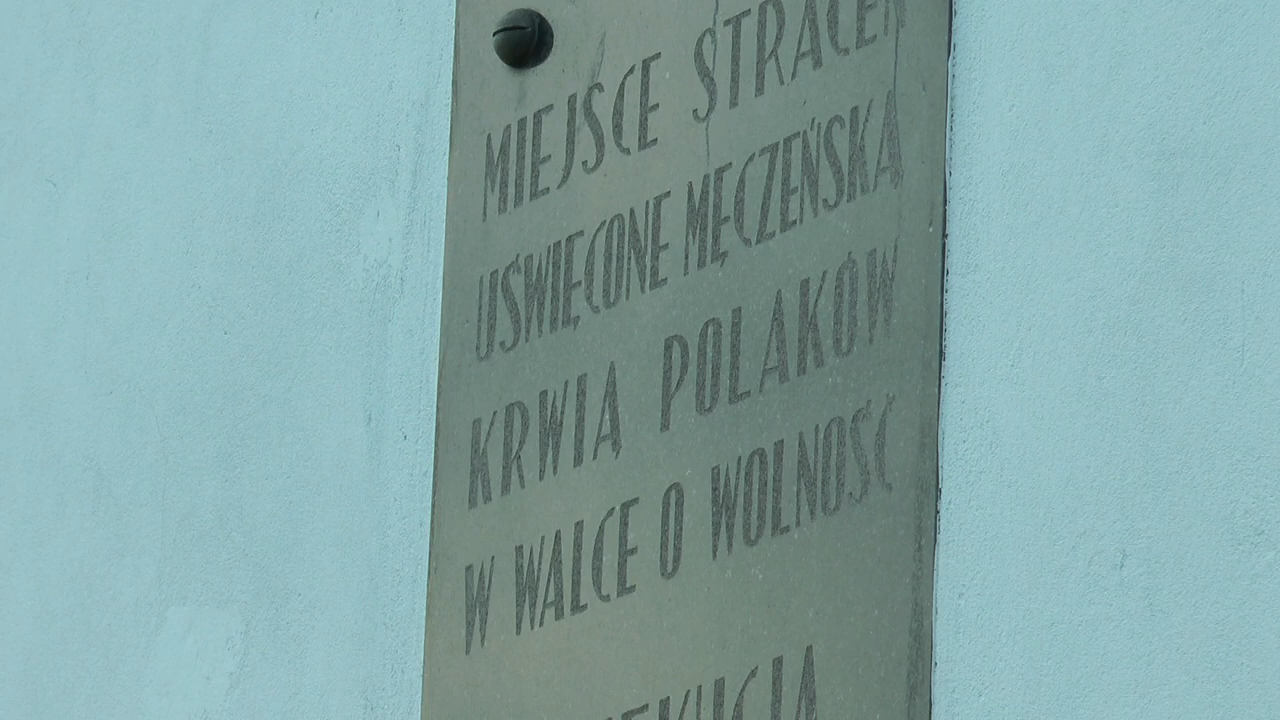 MIEJSCE STRACEŃ
UŚWIĘCONE MĘCZEŃSKĄ
KRWIĄ POLAKÓW
W WALCE O WOLNOŚĆ